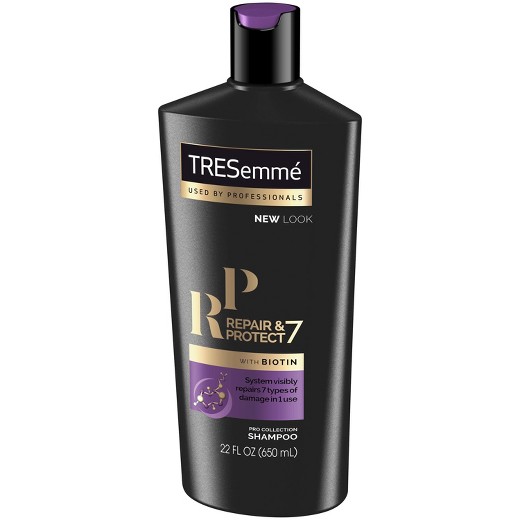 TRESemmé
USED BY PROFESSIONALS
NEW LOOK
RP
REPAIR &
PROTECT 7
WITH BIOTIN
System visibly
repairs 7 types of
damage in 1 use
PRO COLLECTION
SHAMPOO
22 FL OZ (650 mL)